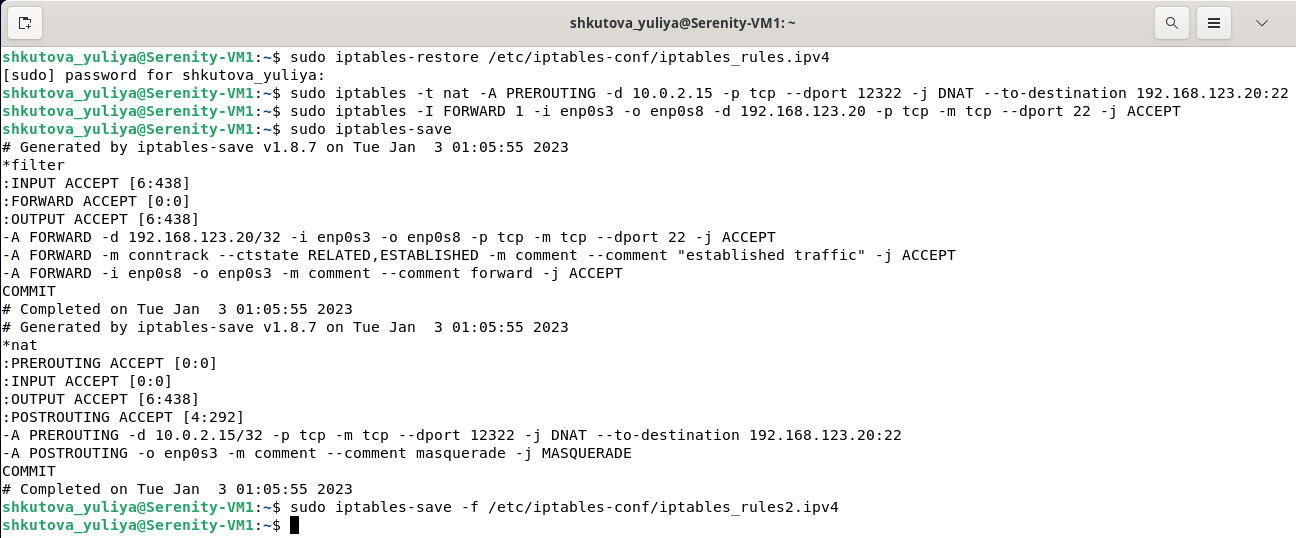 shkutova_yuliya@Serenity-VM1: ~
shkutova_yuliya@Serenity-VM1:~$ sudo iptables-restore /etc/iptables-conf/iptables_rules.ipv4
[sudo] password for shkutova_yuliya:
shkutova_yuliya@Serenity-VM1:~$ sudo iptables -t nat -A PREROUTING -d 10.0.2.15 -p tcp --dport 12322 -j DNAT --to-destination 192.168.123.20:22
shkutova_yuliya@Serenity-VM1:~$ sudo iptables -I FORWARD 1 -i enp0s3 -o enp0s8 -d 192.168.123.20 -p tcp -m tcp --dport 22 -j ACCEPT
shkutova_yuliya@Serenity-VM1:~$ sudo iptables-save
# Generated by iptables-save v1.8.7 on Tue Jan  3 01:05:55 2023
*filter
:INPUT ACCEPT [6:438]
:FORWARD ACCEPT [0:0]
:OUTPUT ACCEPT [6:438]
-A FORWARD -d 192.168.123.20/32 -i enp0s3 -o enp0s8 -p tcp -m tcp --dport 22 -j ACCEPT
-A FORWARD -m conntrack --ctstate RELATED,ESTABLISHED -m comment --comment "established traffic" -j ACCEPT
-A FORWARD -i enp0s8 -o enp0s3 -m comment --comment forward -j ACCEPT
COMMIT
# Completed on Tue Jan  3 01:05:55 2023
# Generated by iptables-save v1.8.7 on Tue Jan  3 01:05:55 2023
*nat
:PREROUTING ACCEPT [0:0]
:INPUT ACCEPT [0:0]
:OUTPUT ACCEPT [6:438]
:POSTROUTING ACCEPT [4:292]
-A PREROUTING -d 10.0.2.15/32 -p tcp -m tcp --dport 12322 -j DNAT --to-destination 192.168.123.20:22
-A POSTROUTING -o enp0s3 -m comment --comment masquerade -j MASQUERADE
COMMIT
# Completed on Tue Jan  3 01:05:55 2023
shkutova_yuliya@Serenity-VM1:~$ sudo iptables-save -f /etc/iptables-conf/iptables_rules2.ipv4
shkutova_yuliya@Serenity-VM1:~$